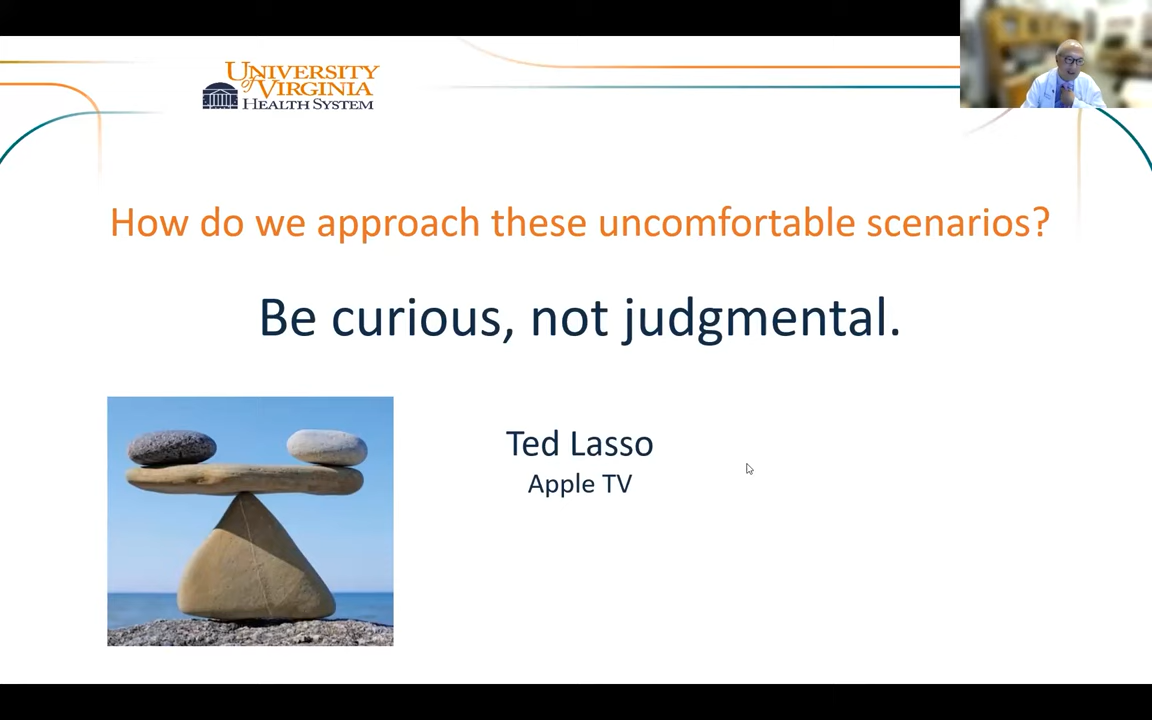 UNIVERSITY
of VIRGINIA
HEALTH SYSTEM
How do we approach these uncomfortable scenarios?
Be curious, not judgmental.
Ted Lasso
Apple TV